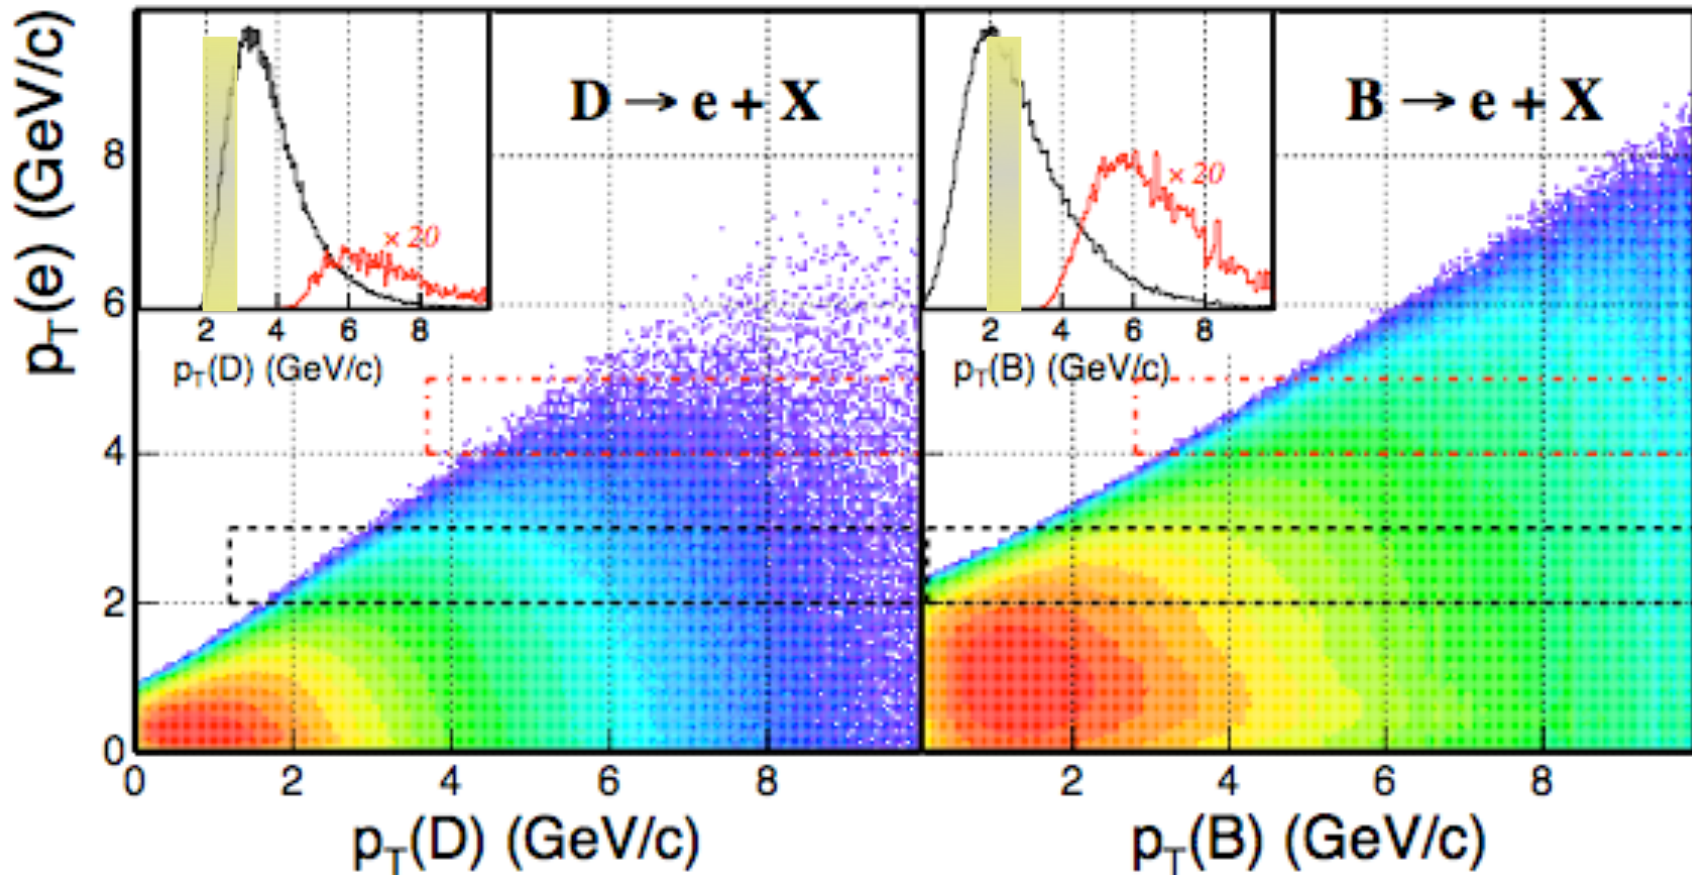 p_T(e) (GeV/c)
8
6
4
2
0
D → e + X
× 20
2 4 6 8
p_T(D) (GeV/c)
0 2 4 6 8
p_T(D) (GeV/c)
B → e + X
× 20
2 4 6 8
p_T(B) (GeV/c)
2 4 6 8
p_T(B) (GeV/c)